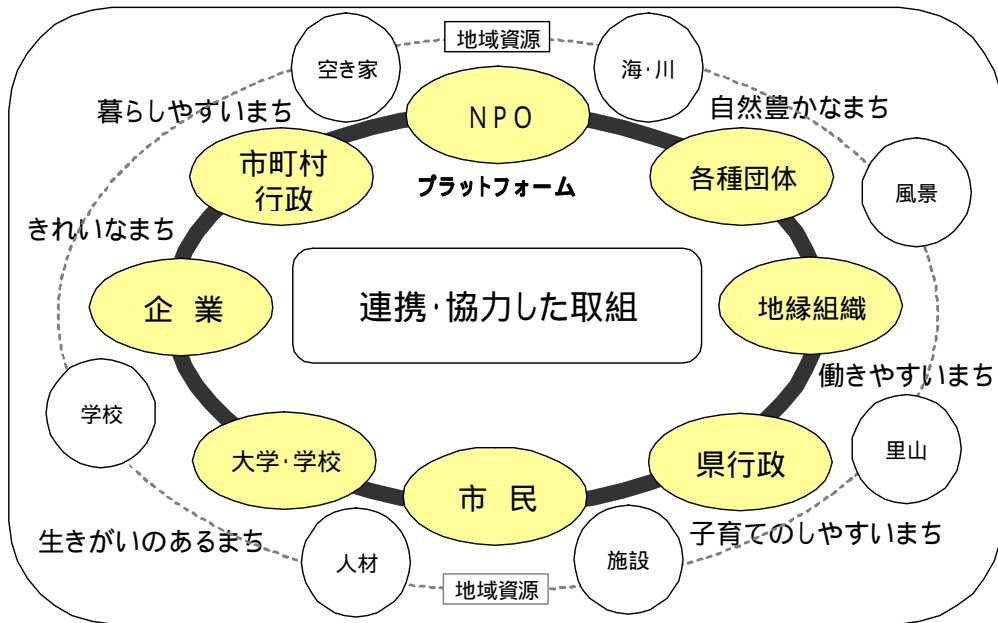 地域資源
空き家
海・川
暮らしやすいまち
NPO
自然豊かなまち
市町村
行政
プラットフォーム
各種団体
風景
きれいなまち
企 業
連携・協力した取組
地縁組織
働きやすいまち
学校
大学・学校
市 民
県行政
里山
生きがいのあるまち
子育てのしやすいまち
人材
施設
地域資源